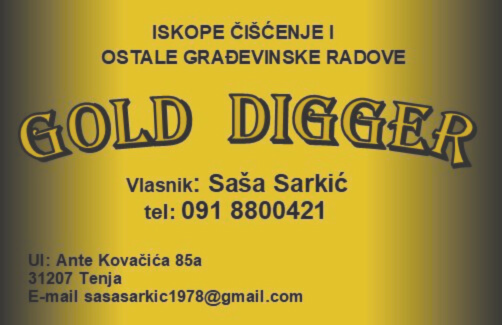 ISKOPE ČIŠĆENJE I
OSTALE GRAĐEVINSKE RADOVE
GOLD DIGGER
Vlasnik: Saša Sarkić
tel: 091 8800421
Ul: Ante Kovačića 85a
31207 Tenja
E-mail sasasarkic1978@gmail.com